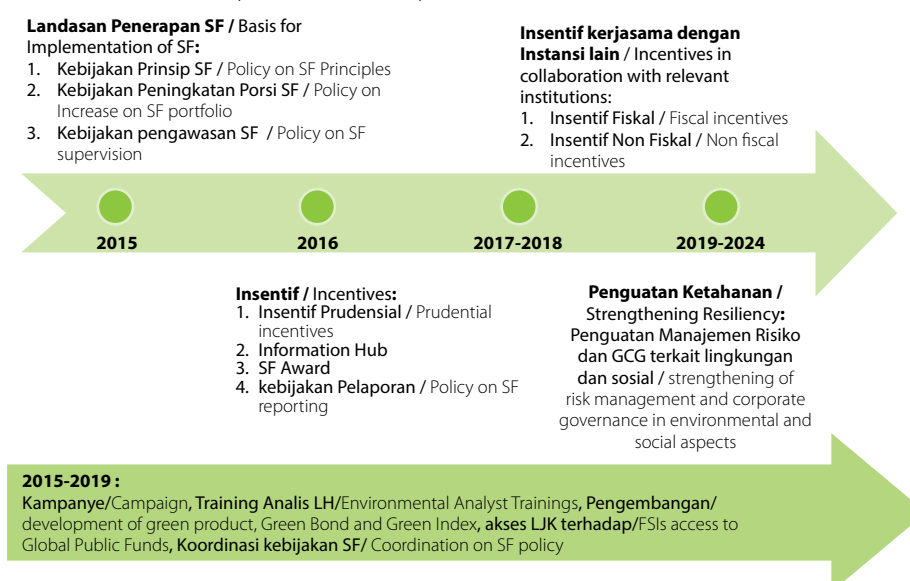 Landasan Penerapan SF / Basis for
Implementation of SF:
1. Kebijakan Prinsip SF / Policy on SF Principles
2. Kebijakan Peningkatan Porsi SF / Policy on
Increase on SF portfolio
3. Kebijakan pengawasan SF / Policy on SF
supervision
Insentif kerjasama dengan
Instansi lain / Incentives in
collaboration with relevant
institutions:
1. Insentif Fiskal / Fiscal incentives
2. Insentif Non Fiskal / Non fiscal
incentives
2015
2016
2017-2018
2019-2024
Insentif / Incentives:
1. Insentif Prudensial / Prudential
incentives
2. Information Hub
3. SF Award
4. kebijakan Pelaporan / Policy on SF
reporting
Penguatan Ketahanan /
Strengthening Resiliency:
Penguatan Manajemen Risiko
dan GCG terkait lingkungan
dan sosial / strengthening of
risk management and corporate
governance in environmental and
social aspects
2015-2019 :
Kampanye/Campaign, Training Analis LH/Environmental Analyst Trainings, Pengembangan/
development of green product, Green Bond and Green Index, akses LJK terhadap/FSIs access to
Global Public Funds, Koordinasi kebijakan SF/ Coordination on SF policy